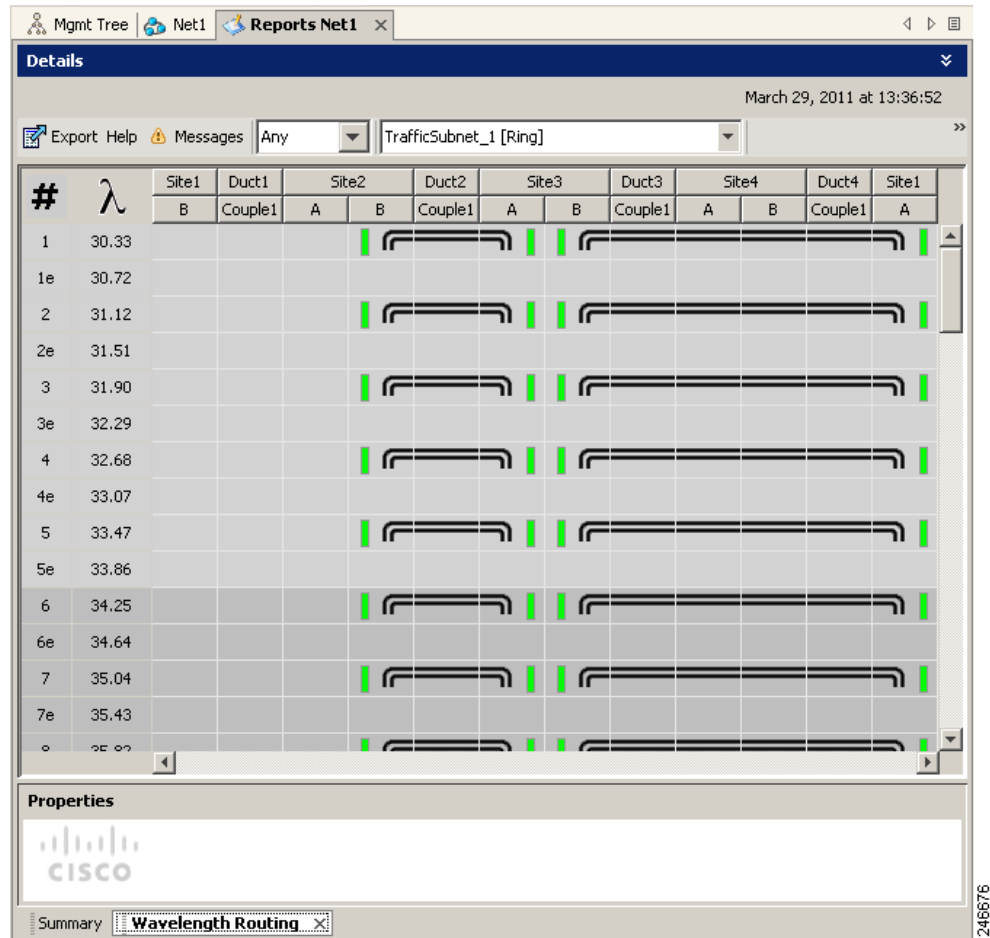 Mgmt Tree Net1 Reports Net1
Details
March 29, 2011 at 13:36:52
Export Help Messages Any TrafficSubnet_1 [Ring]
# λ Site1 Duct1 Site2 Duct2 Site3 Duct3 Site4 Duct4 Site1
B Couple1 A B Couple1 A B Couple1 A B Couple1 A
1 30.33
1e 30.72
2 31.12
2e 31.51
3 31.90
3e 32.29
4 32.68
4e 33.07
5 33.47
5e 33.86
6 34.25
6e 34.64
7 35.04
7e 35.43
8 35.82
Properties
CISCO
Summary Wavelength Routing
246676